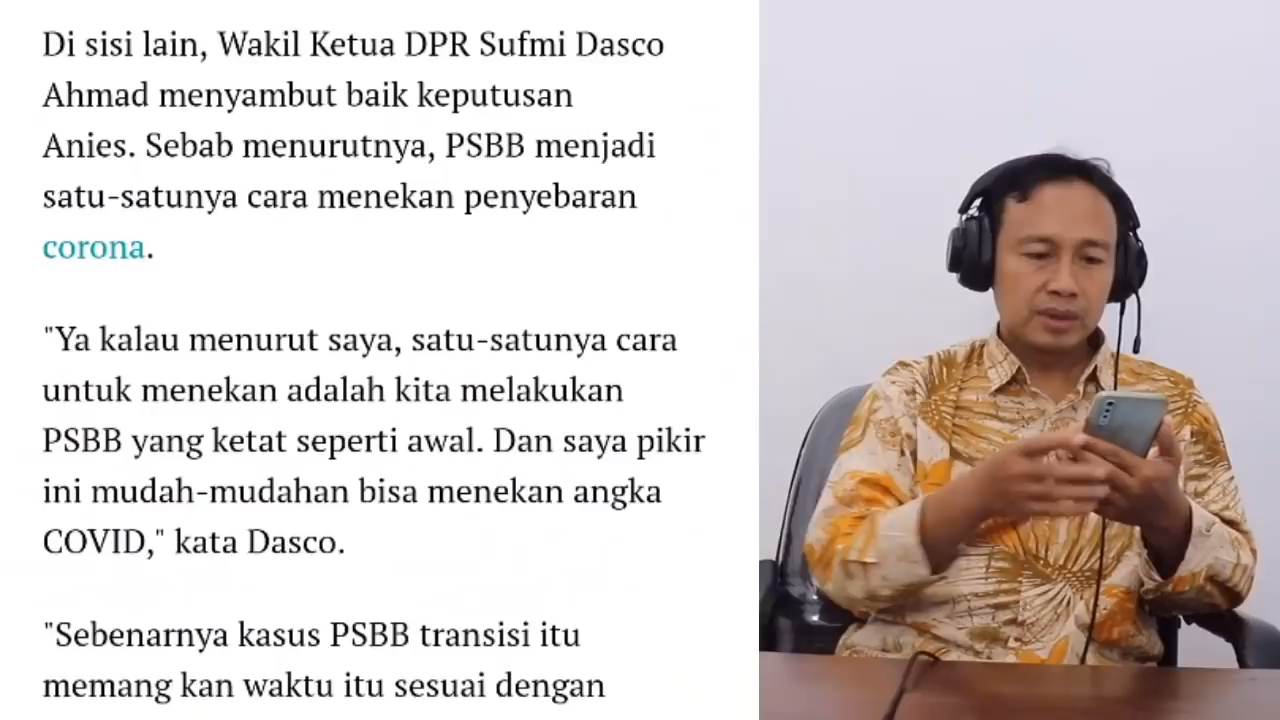 Di sisi lain, Wakil Ketua DPR Sufmi Dasco
Ahmad menyambut baik keputusan
Anies. Sebab menurutnya, PSBB menjadi
satu-satunya cara menekan penyebaran
corona.
"Ya kalau menurut saya, satu-satunya cara
untuk menekan adalah kita melakukan
PSBB yang ketat seperti awal. Dan saya pikir
ini mudah-mudahan bisa menekan angka
COVID," kata Dasco.
"Sebenarnya kasus PSBB transisi itu
memang kan waktu itu sesuai dengan